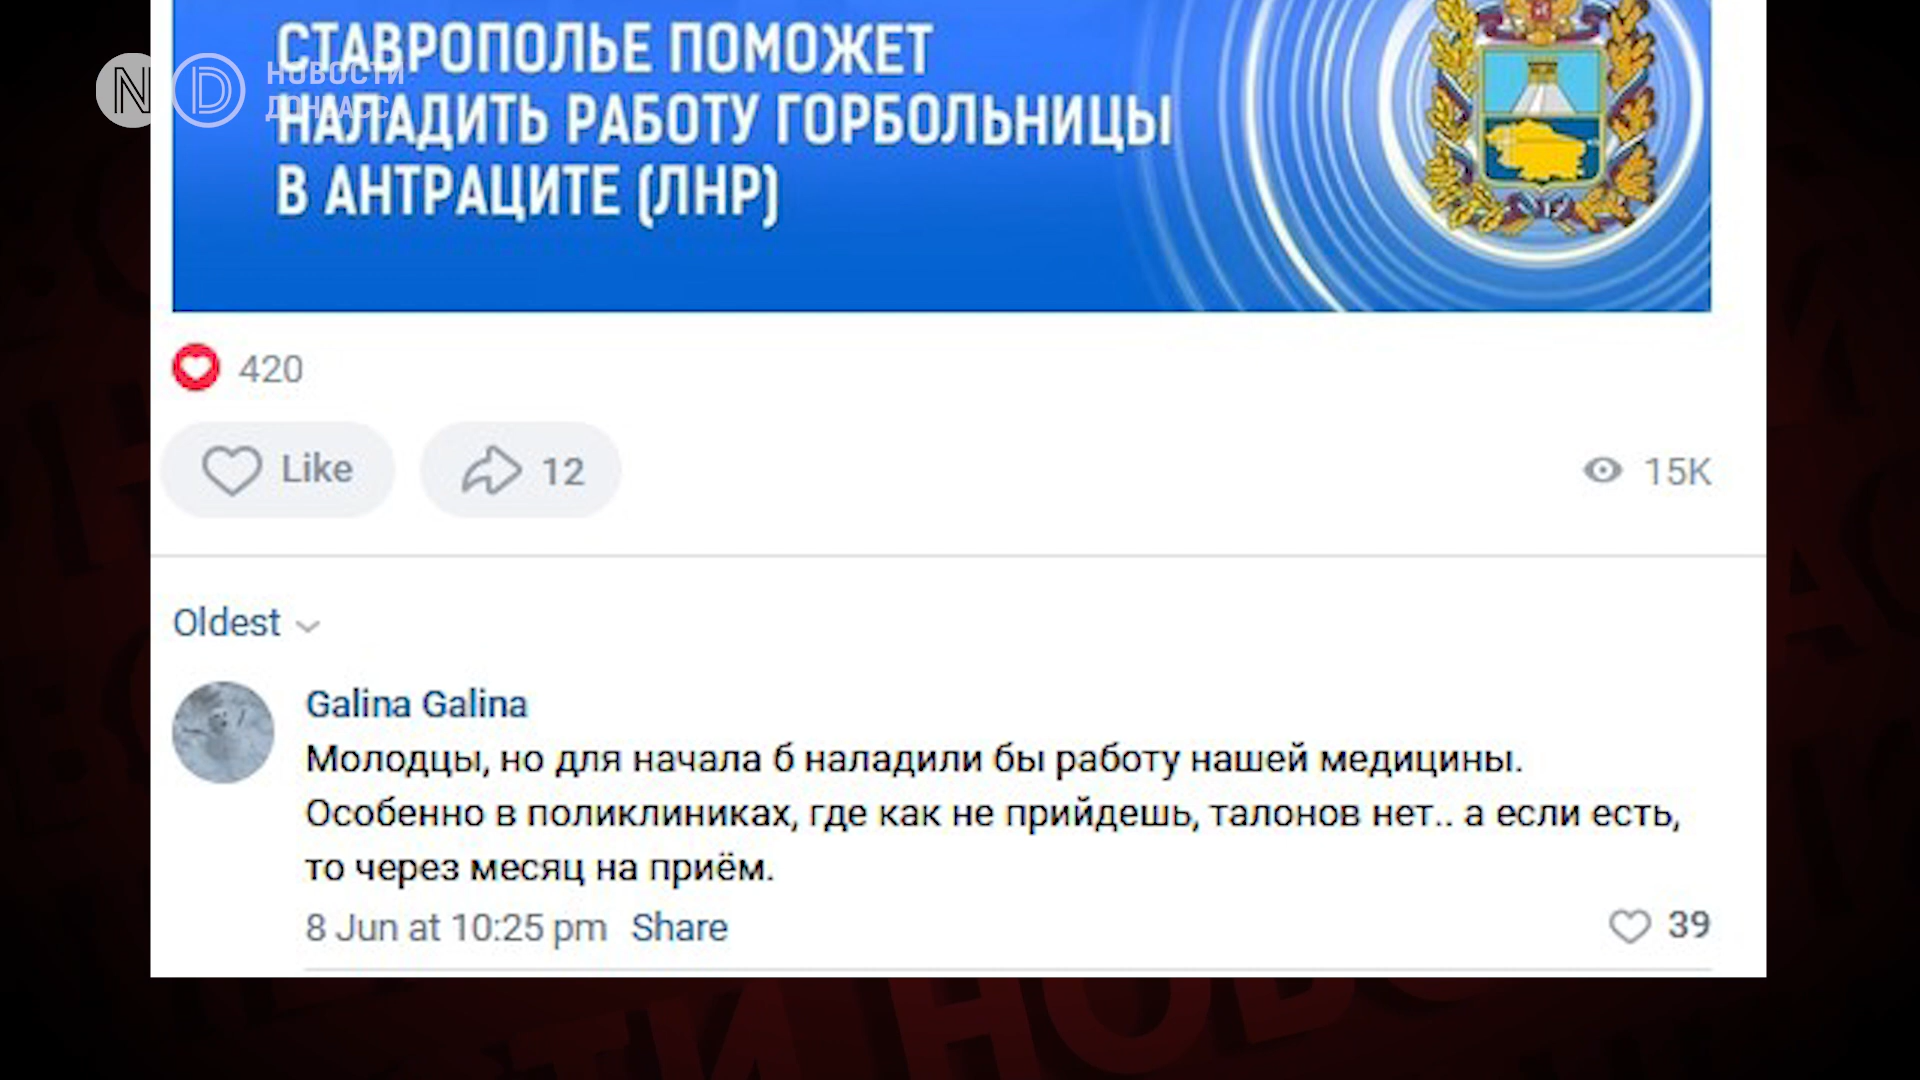 СТАВРОПОЛЬЕ ПОМОЖЕТ
НАЛАДИТЬ РАБОТУ ГОРБОЛЬНИЦЫ
В АНТРАЦИТЕ (ЛНР)
ND НОВОСТИ
ДОНБАССА
420
Like 12 15K
Oldest
Galina Galina
Молодцы, но для начала б наладили бы работу нашей медицины.
Особенно в поликлиниках, где как не прийдешь, талонов нет.. а если есть,
то через месяц на приём.
8 Jun at 10:25 pm Share 39